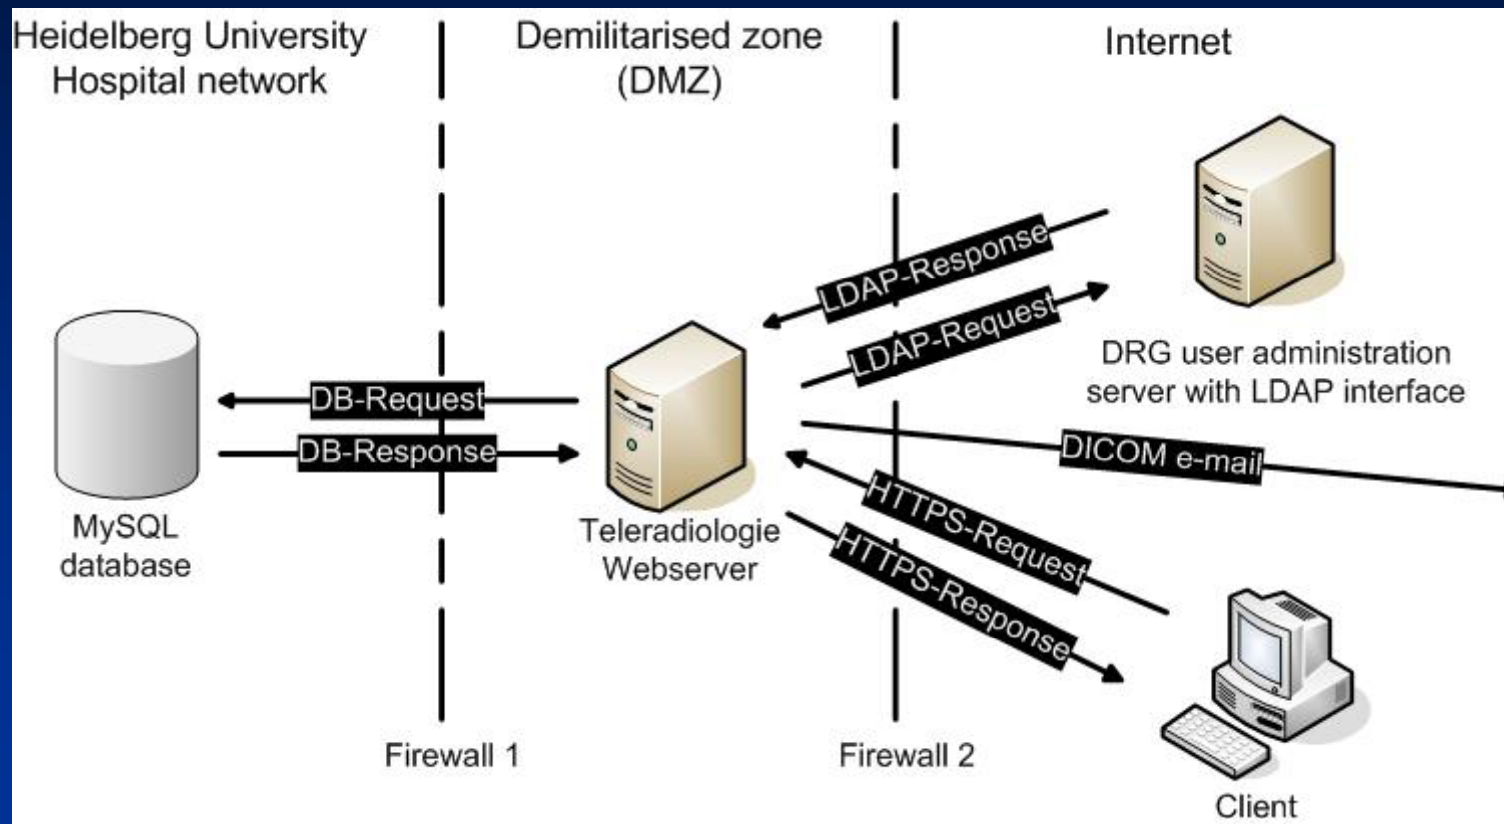 Heidelberg University
Hospital network
Demilitarised zone
(DMZ)
Internet
LDAP-Response
LDAP-Request
DRG user administration
server with LDAP interface
DB-Request
DB-Response
DICOM e-mail
MySQL
database
Teleradiologie
Webserver
HTTPS-Request
HTTPS-Response
Firewall 1
Firewall 2
Client